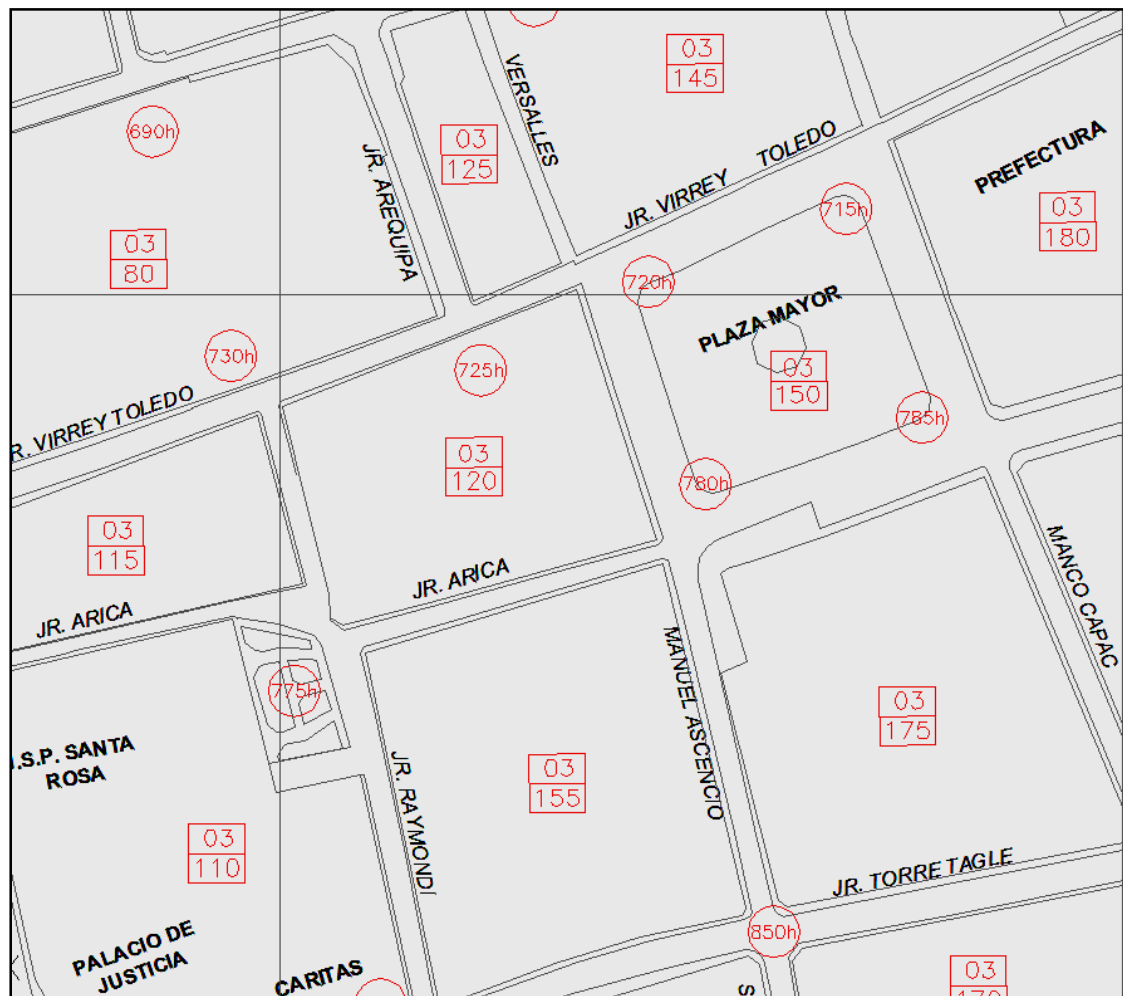 03
145
VERSALLES
690h
03
125
JR. AREQUIPA
JR. VIRREY TOLEDO
PREFECTURA
715h
03
180
03
80
720h
PLAZA MAYOR
03
150
730h
725h
R. VIRREY TOLEDO
785h
03
120
780h
03
115
JR. ARICA
JR. ARICA
MANCO CAPAC
775h
MANUEL ASCENCIO
03
175
.S.P. SANTA
ROSA
JR. RAYMONDI
03
155
03
110
JR. TORRE TAGLE
850h
PALACIO DE
JUSTICIA
CARITAS
03
170
S